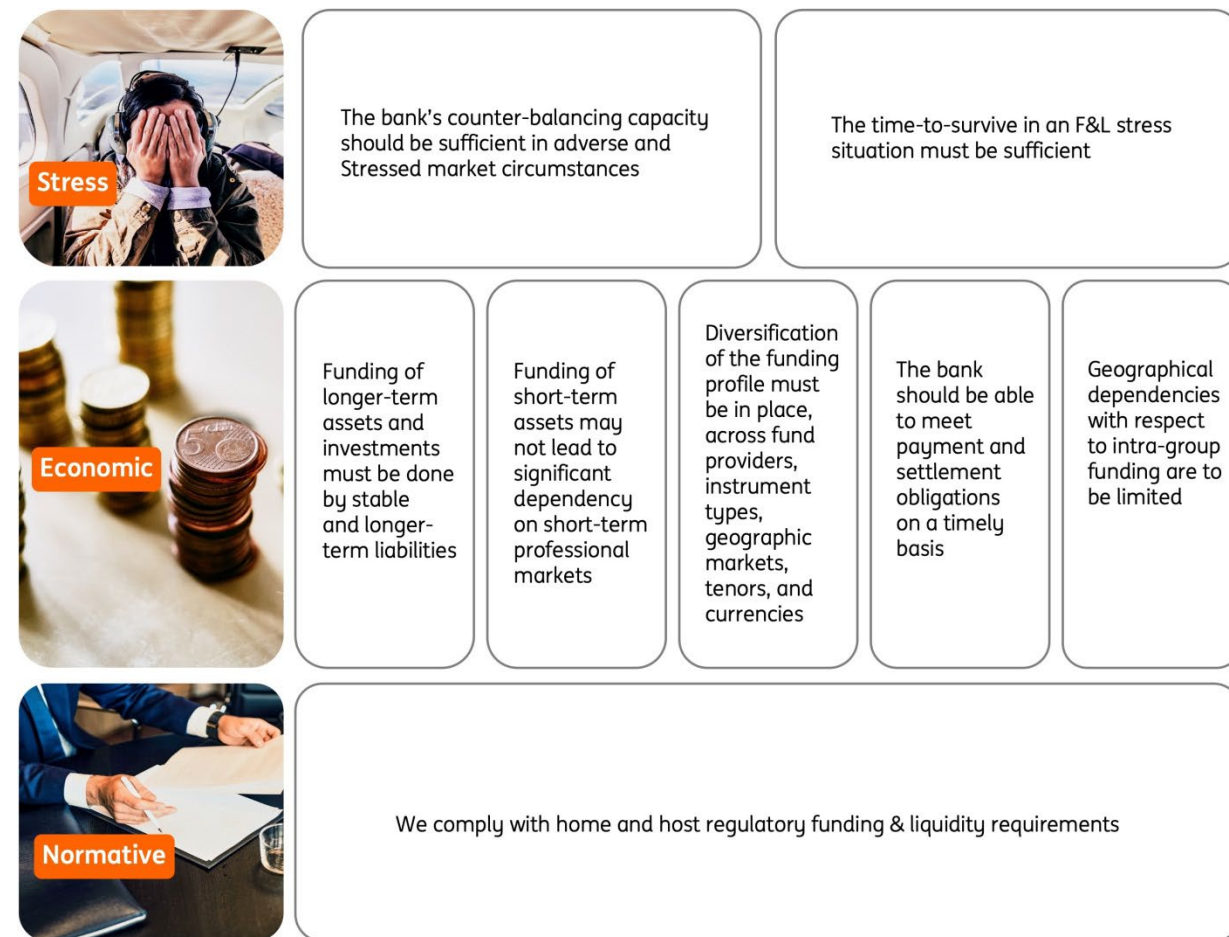 Stress
The bank's counter-balancing capacity
should be sufficient in adverse and
Stressed market circumstances
The time-to-survive in an F&L stress
situation must be sufficient
Economic
Funding of
longer-term
assets and
investments
must be done
by stable
and longer-
term liabilities
Funding of
short-term
assets may
not lead to
significant
dependency
on short-term
professional
markets
Diversification
of the funding
profile must
be in place,
across fund
providers,
instrument
types,
geographic
markets,
tenors, and
currencies
The bank
should be able
to meet
payment and
settlement
obligations
on a timely
basis
Geographical
dependencies
with respect
to intra-group
funding are to
be limited
Normative
We comply with home and host regulatory funding & liquidity requirements
5